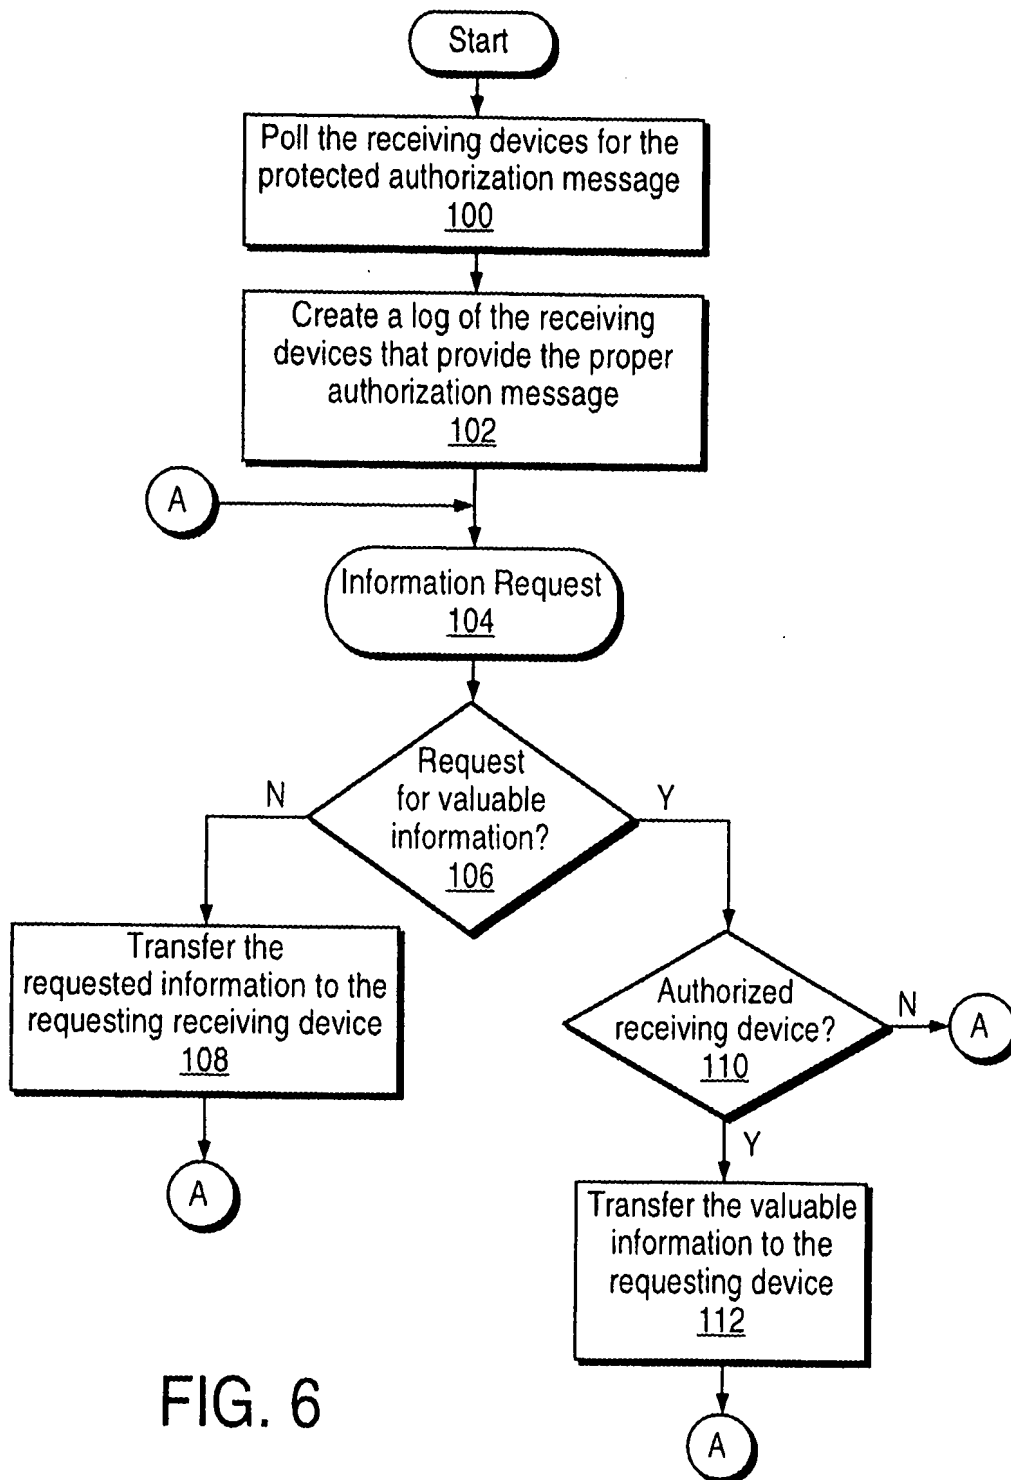 Start
Poll the receiving devices for the
protected authorization message
100
Create a log of the receiving
devices that provide the proper
authorization message
102
A
Information Request
104
Request
for valuable
information?
106
N
Y
Transfer the
requested information to the
requesting receiving device
108
Authorized
receiving device?
110
N
A
Y
A
Transfer the valuable
information to the
requesting device
112
FIG. 6
A